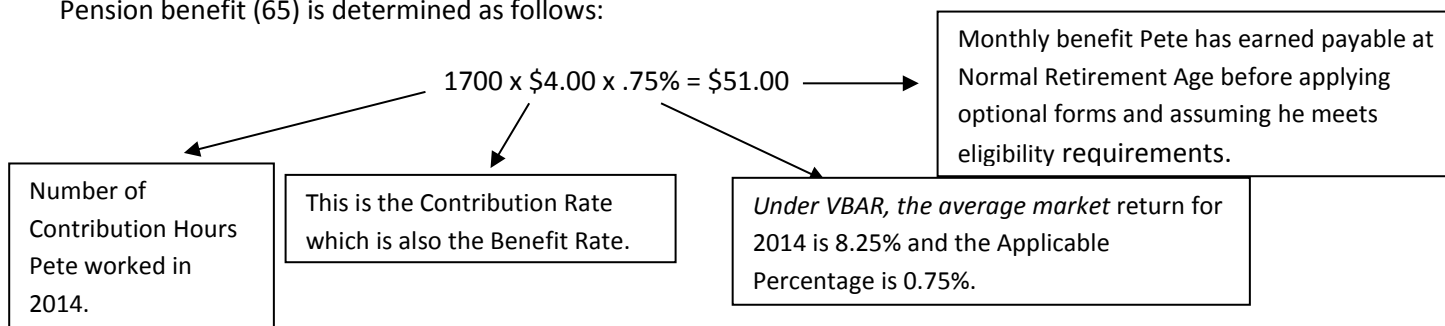 Pension benefit (65) is determined as follows:
1700 x $4.00 x .75% = $51.00
Monthly benefit Pete has earned payable at
Normal Retirement Age before applying
optional forms and assuming he meets
eligibility requirements.
Number of
Contribution Hours
Pete worked in
2014.
This is the Contribution Rate
which is also the Benefit Rate.
Under VBAR, the average market return for
2014 is 8.25% and the Applicable
Percentage is 0.75%.